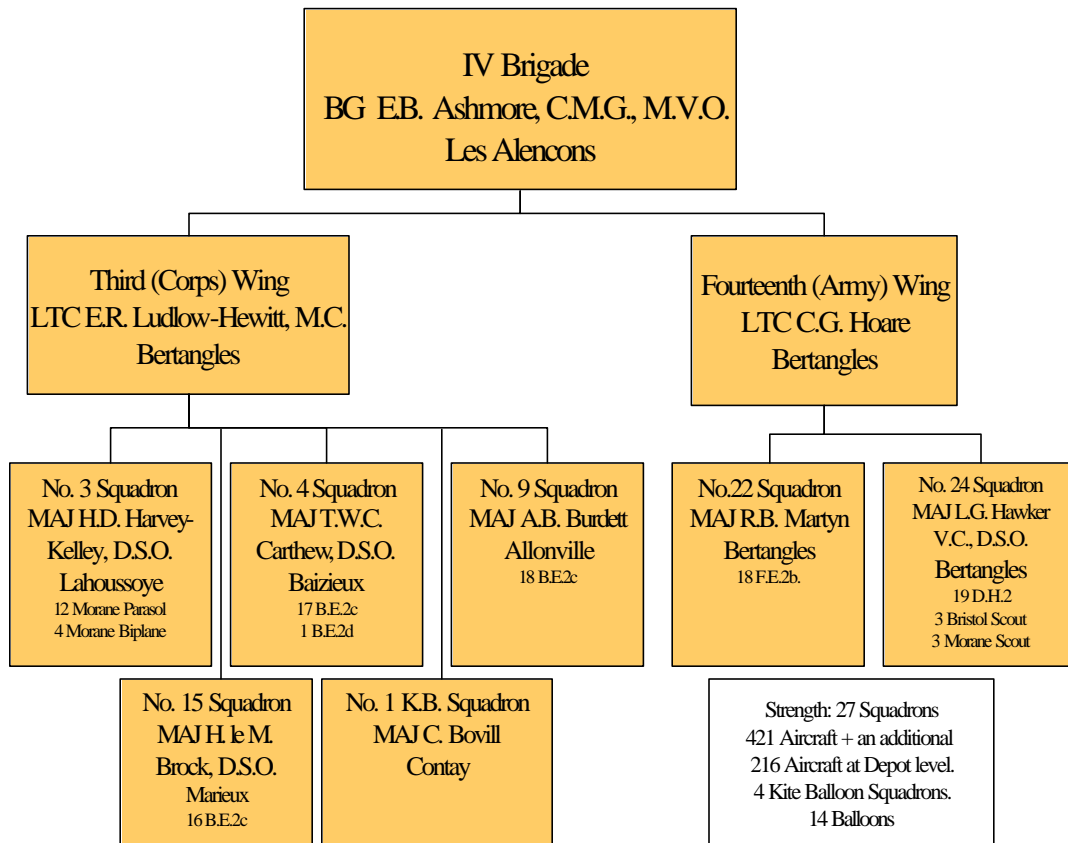 IV Brigade
BG E.B. Ashmore, C.M.G., M.V.O.
Les Alencons
Third (Corps) Wing
LTC E.R. Ludlow-Hewitt, M.C.
Bertangles
Fourteenth (Army) Wing
LTC C.G. Hoare
Bertangles
No. 3 Squadron
MAJ H.D. Harvey-
Kelley, D.S.O.
Lahoussoye
12 Morane Parasol
4 Morane Biplane
No. 4 Squadron
MAJ T.W.C.
Carthew, D.S.O.
Baizieux
17 B.E.2c
1 B.E.2d
No. 9 Squadron
MAJ A.B. Burdett
Allonville
18 B.E.2c
No.22 Squadron
MAJ R.B. Martyn
Bertangles
18 F.E.2b.
No. 24 Squadron
MAJ L.G. Hawker
V.C., D.S.O.
Bertangles
19 D.H.2
3 Bristol Scout
3 Morane Scout
No. 15 Squadron
MAJ H. le M.
Brock, D.S.O.
Marieux
16 B.E.2c
No. 1 K.B. Squadron
MAJ C. Bovill
Contay
Strength: 27 Squadrons
421 Aircraft + an additional
216 Aircraft at Depot level.
4 Kite Balloon Squadrons.
14 Balloons